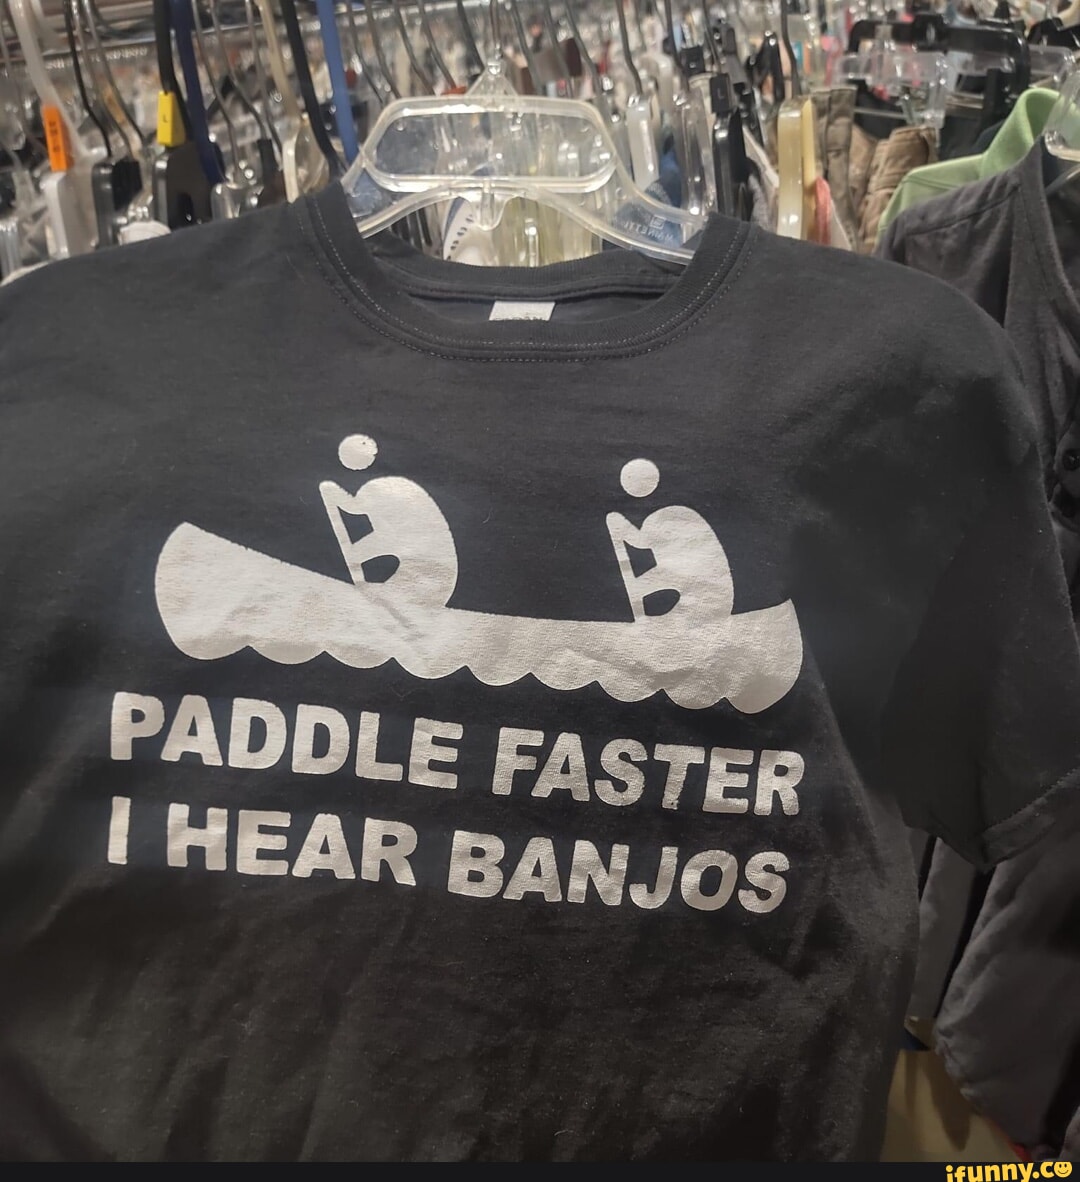 PADDLE FASTER
I HEAR BANJOS
ifunny.co